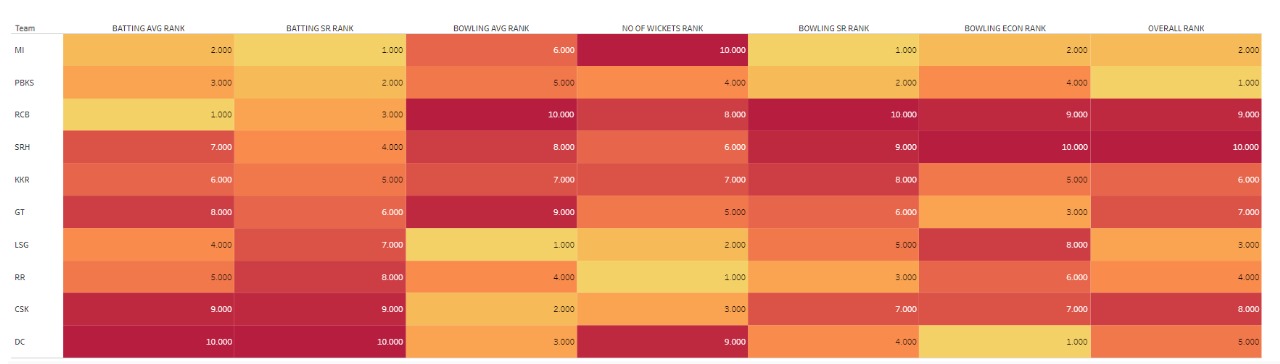 Team BATTING AVG RANK BATTING SR RANK BOWLING AVG RANK NO OF WICKETS RANK BOWLING SR RANK BOWLING ECON RANK OVERALL RANK
MI 2.000 1.000 6.000 10.000 1.000 2.000 2.000
PBKS 3.000 2.000 5.000 4.000 2.000 4.000 1.000
RCB 1.000 3.000 10.000 8.000 10.000 9.000 9.000
SRH 7.000 4.000 8.000 6.000 9.000 10.000 10.000
KKR 6.000 5.000 7.000 7.000 8.000 5.000 6.000
GT 8.000 6.000 9.000 5.000 6.000 3.000 7.000
LSG 4.000 7.000 1.000 2.000 5.000 8.000 3.000
RR 5.000 8.000 4.000 1.000 3.000 6.000 4.000
CSK 9.000 9.000 2.000 3.000 7.000 7.000 8.000
DC 10.000 10.000 3.000 9.000 4.000 1.000 5.000